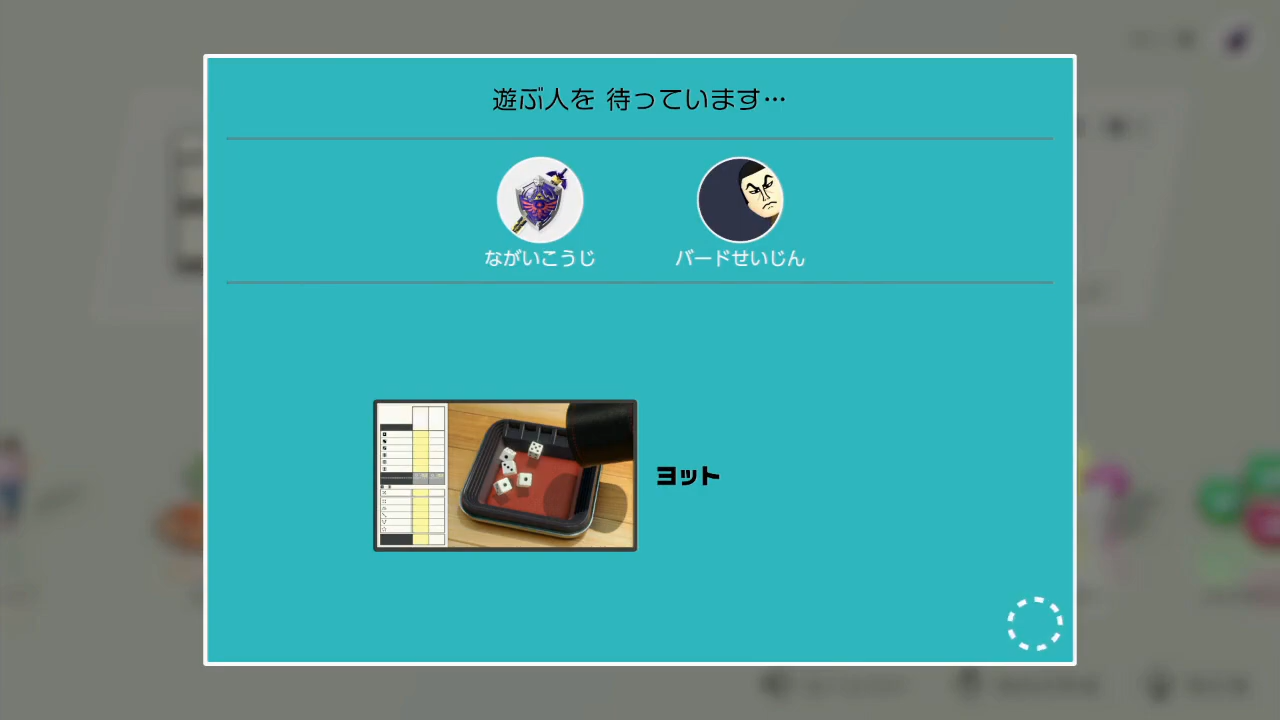 遊ぶ人を 待っています…
ながいこうじ
バードせいじん
ヨット